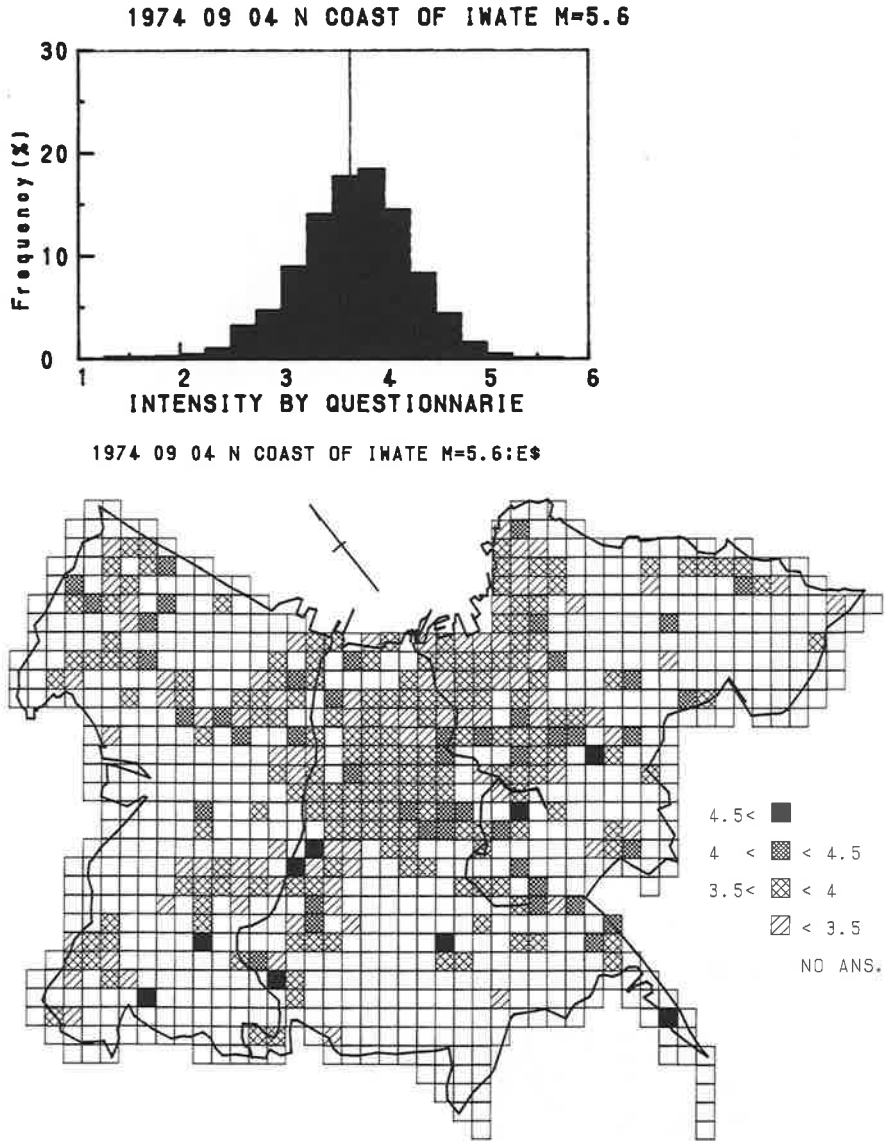 1974 09 04 N COAST OF IWATE M=5.6
30
20
10
0
Frequency (%)
1 2 3 4 5 6
INTENSITY BY QUESTIONNARIE
1974 09 04 N COAST OF IWATE M=5.6:E$
4.5<
4 < < 4.5
3.5< < 4
< 3.5
NO ANS.